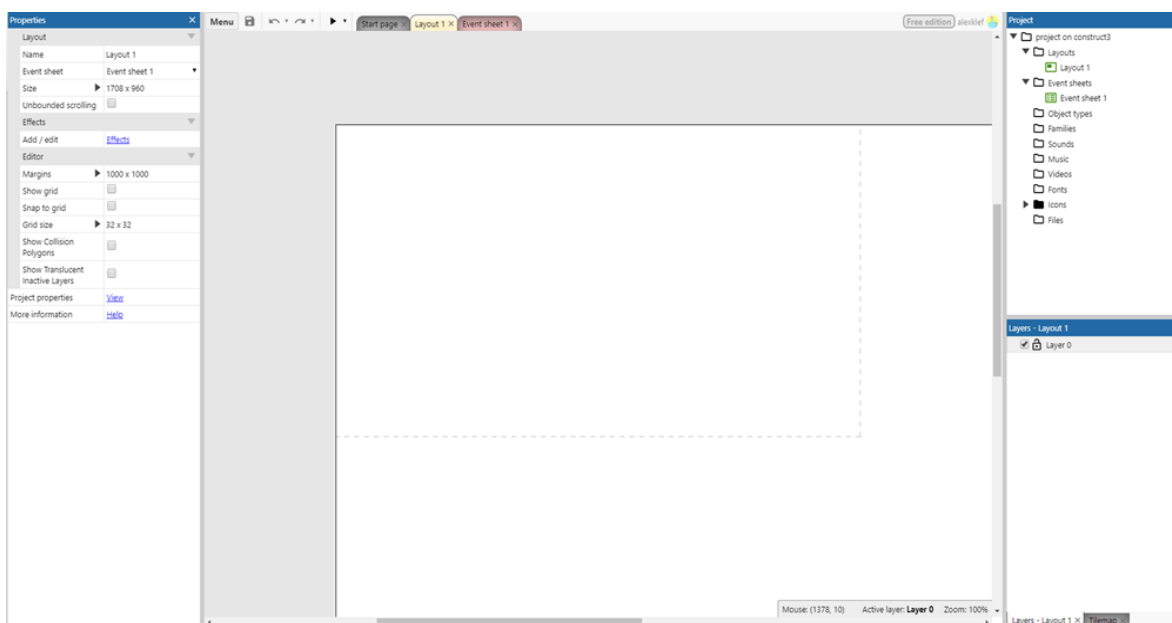 Properties
Layout
Name Layout 1
Event sheet Event sheet 1
Size 1708 x 960
Unbounded scrolling
Effects
Add / edit Effects
Editor
Margins 1000 x 1000
Show grid
Snap to grid
Grid size 32 x 32
Show Collision
Polygons
Show Translucent
Inactive Layers
Project properties View
More information Help
Menu
Start page × Layout 1 × Event sheet 1 ×
Free edition alexklef
Mouse: (1378, 10) Active layer: Layer 0 Zoom: 100%
Project
project on construct3
Layouts
Layout 1
Event sheets
Event sheet 1
Object types
Families
Sounds
Music
Videos
Fonts
Icons
Files
Layers - Layout 1
Layer 0
Layers - Layout 1 × Tilemap ×